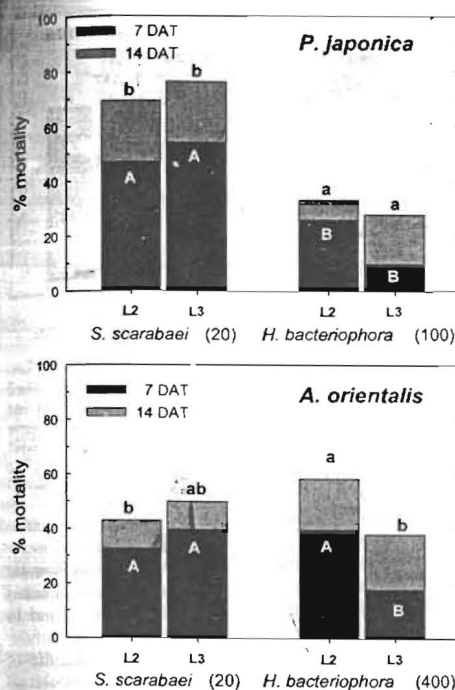 100
7 DAT
14 DAT
P. japonica
80
60
40
20
0
% mortality
b
b
A
A
a
a
B
B
L2 L3 L2 L3
S. scarabaei (20) H. bacteriophora (100)
100
7 DAT
14 DAT
A. orientalis
80
60
40
20
0
% mortality
b
ab
A
A
a
b
A
B
L2 L3 L2 L3
S. scarabaei (20) H. bacteriophora (400)